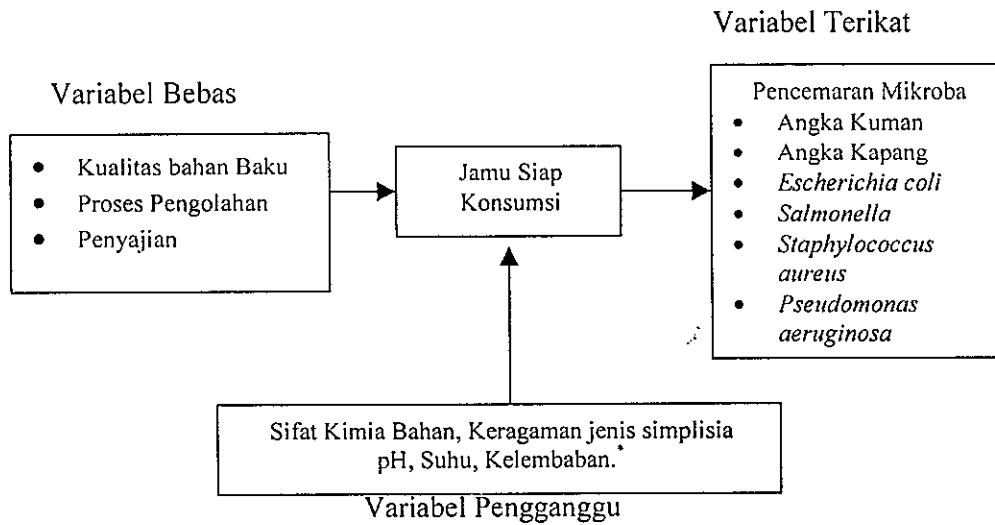 Variabel Terikat
Variabel Bebas
Pencemaran Mikroba
• Angka Kuman
• Angka Kapang
• Escherichia coli
• Salmonella
• Staphylococcus
aureus
• Pseudomonas
aeruginosa
• Kualitas bahan Baku
• Proses Pengolahan
• Penyajian
Jamu Siap
Konsumsi
Sifat Kimia Bahan, Keragaman jenis simplisia
pH, Suhu, Kelembaban.
Variabel Pengganggu